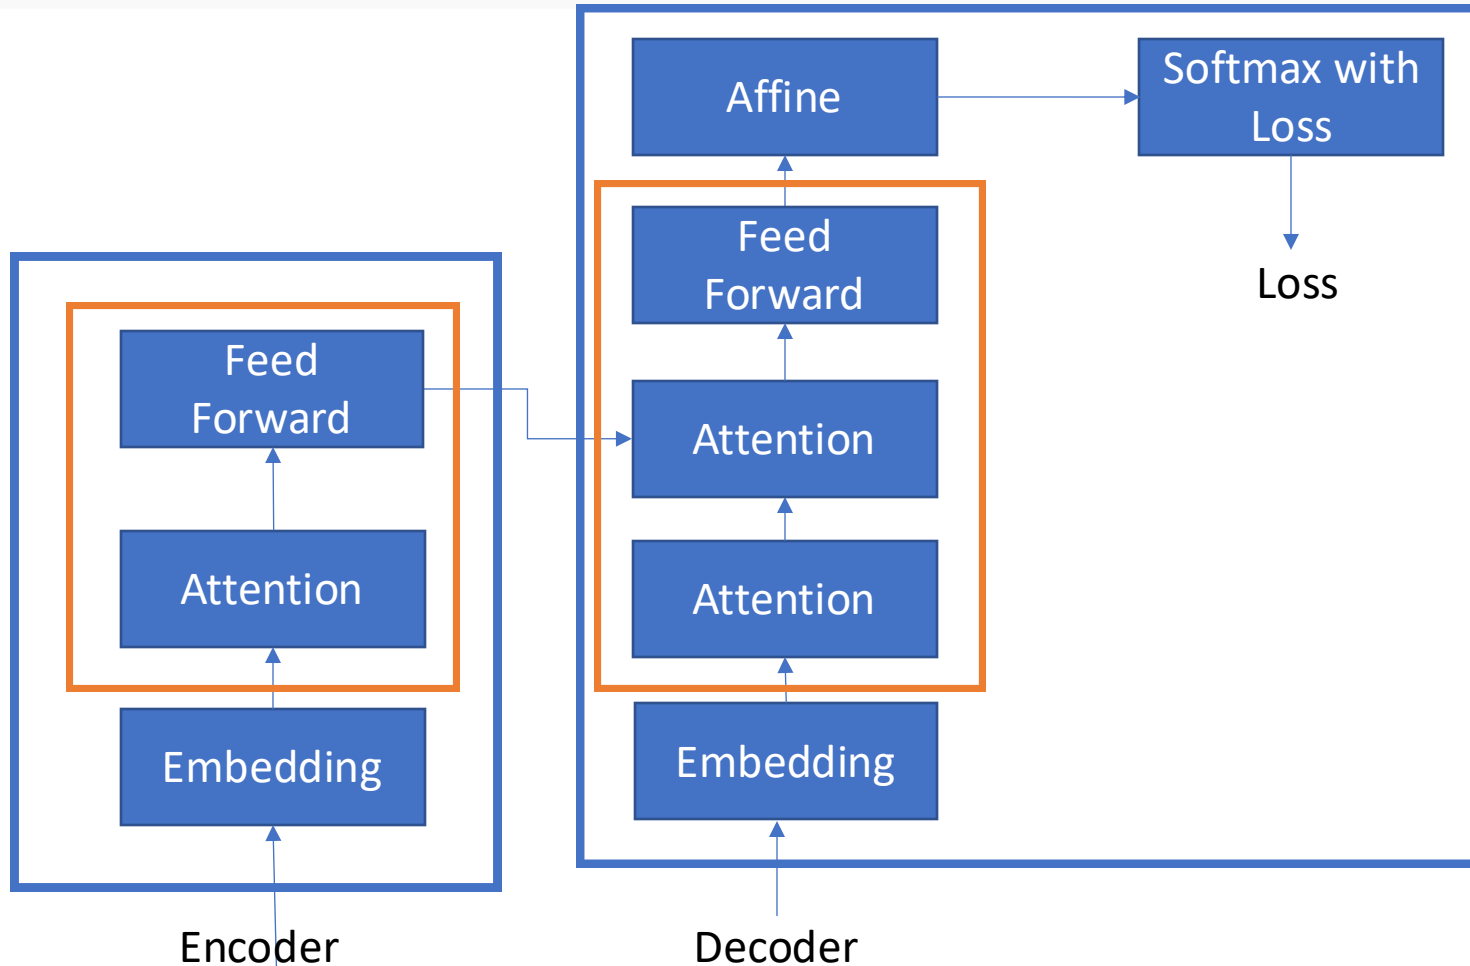 Feed
Forward
Attention
Embedding
Encoder
Affine
Feed
Forward
Attention
Attention
Embedding
Decoder
Softmax with
Loss
Loss